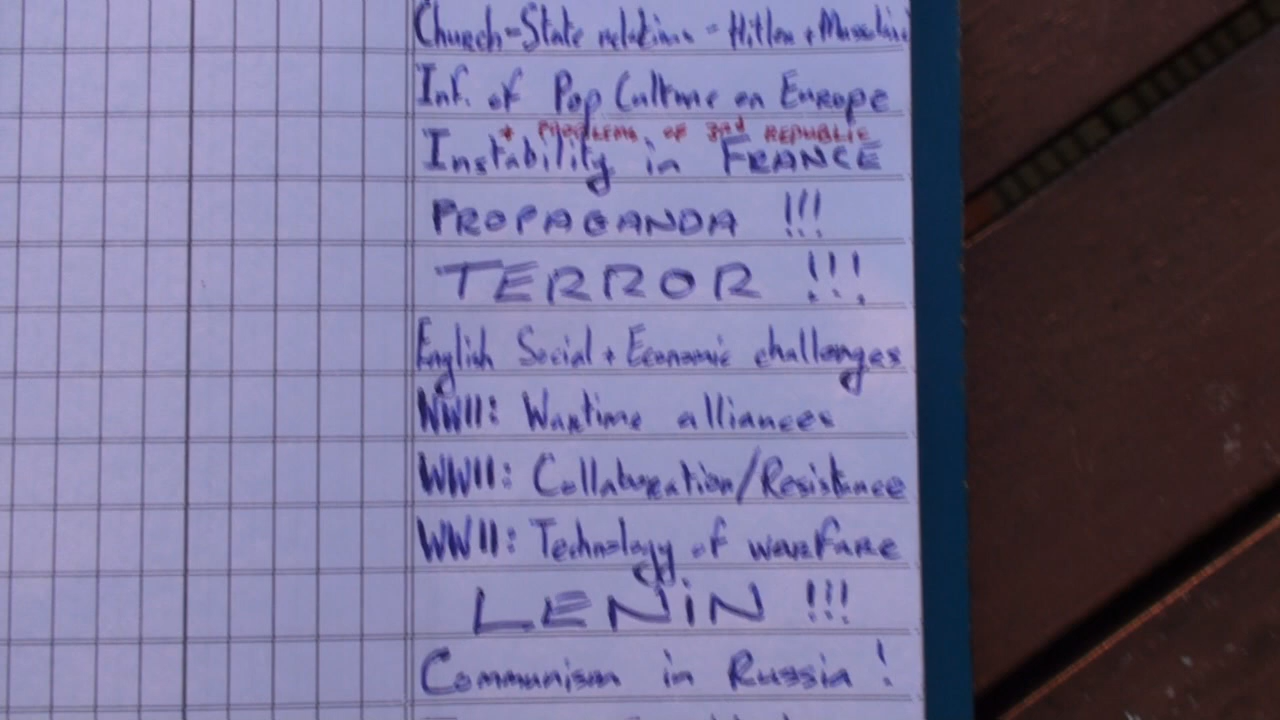 Church-State relations - Hitler + Mussolini
Inf. of Pop Culture on Europe
+ PROBLEMS OF 3rd REPUBLIC
Instability in FRANCE
PROPAGANDA !!!
TERROR !!!
English Social + Economic challenges
WWII: Wartime alliances
WWII: Collaboration/Resistance
WWII: Technology of warfare
LENiN !!!
Communism in Russia !